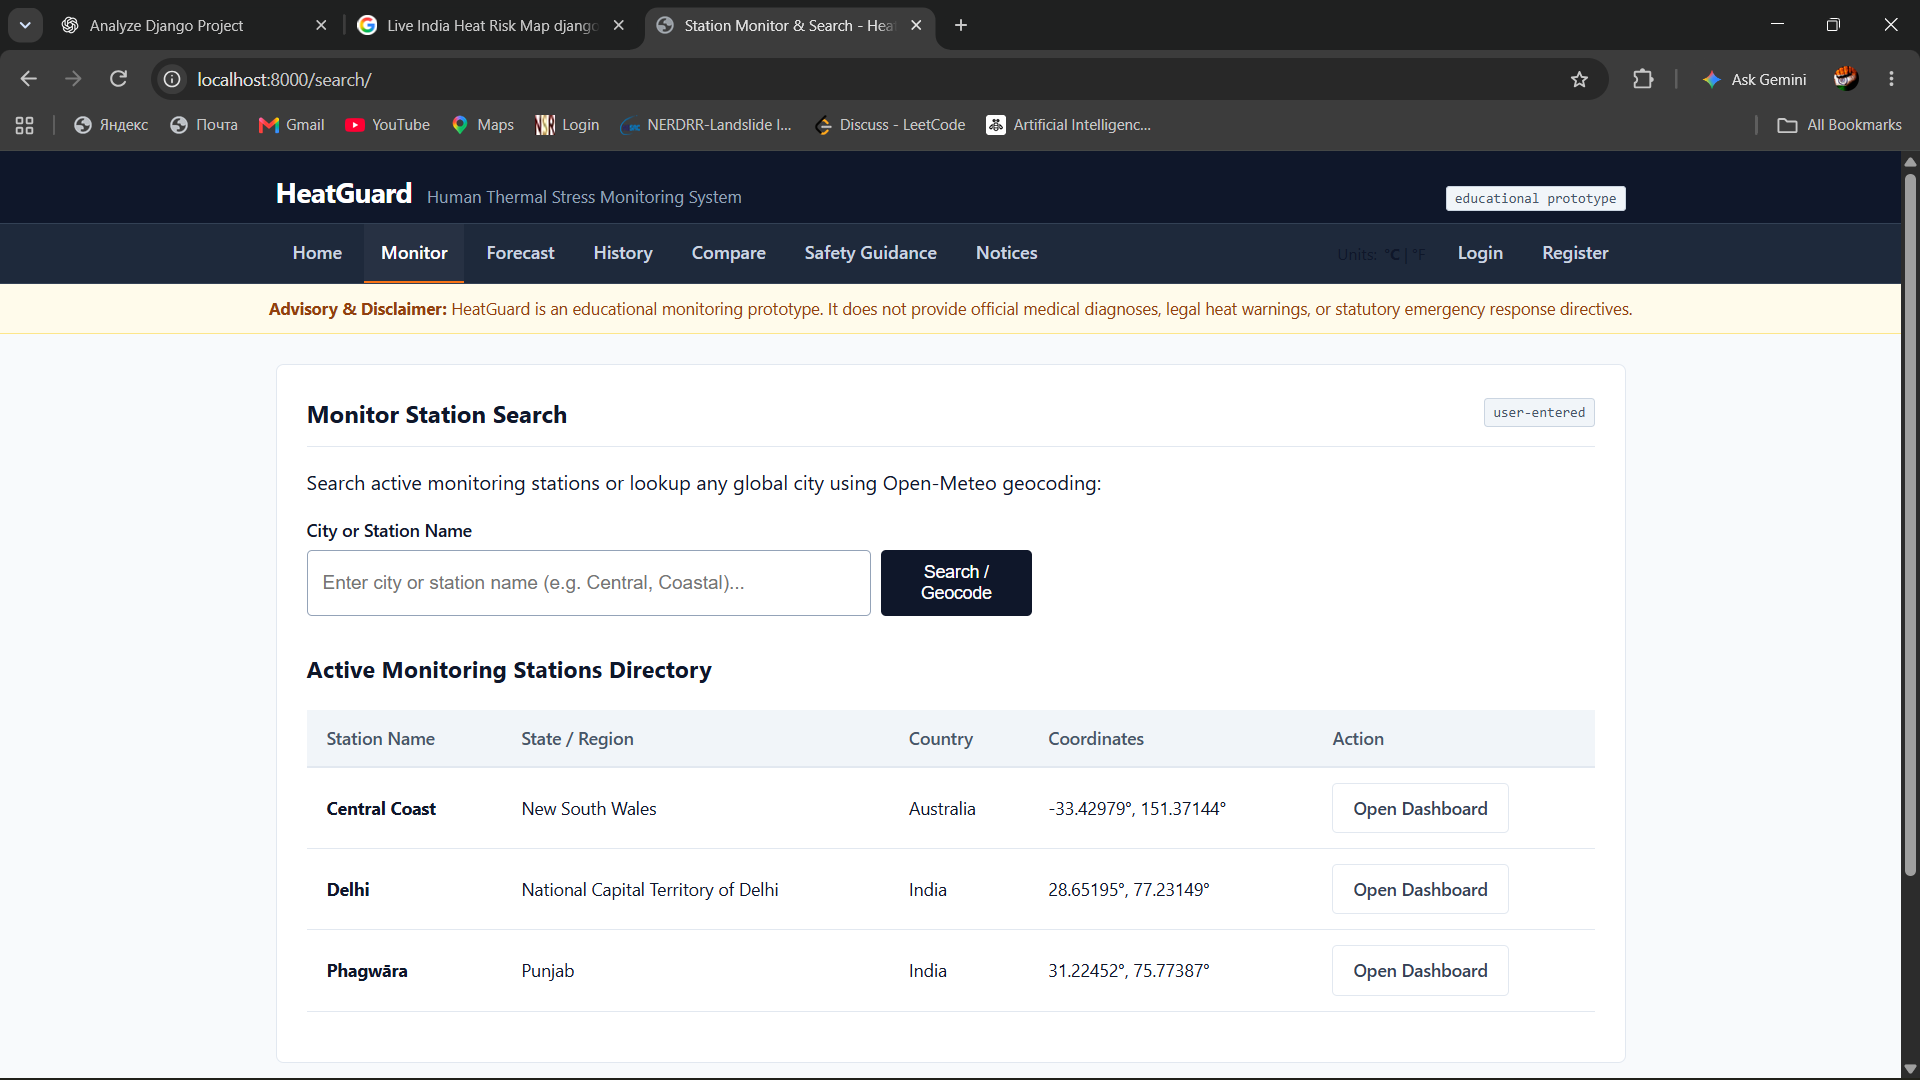 Analyze Django Project
Live India Heat Risk Map django
Station Monitor & Search - Hea
localhost:8000/search/
Ask Gemini
Яндекс
Почта
Gmail
YouTube
Maps
Login
NERDRR-Landslide I...
Discuss - LeetCode
Artificial Intelligenc...
All Bookmarks
HeatGuard Human Thermal Stress Monitoring System
educational prototype
Home Monitor Forecast History Compare Safety Guidance Notices Units: °C | °F Login Register
Advisory & Disclaimer: HeatGuard is an educational monitoring prototype. It does not provide official medical diagnoses, legal heat warnings, or statutory emergency response directives.
Monitor Station Search
user-entered
Search active monitoring stations or lookup any global city using Open-Meteo geocoding:
City or Station Name
Enter city or station name (e.g. Central, Coastal)...
Search /
Geocode
Active Monitoring Stations Directory
Station Name State / Region Country Coordinates Action
Central Coast New South Wales Australia -33.42979°, 151.37144° Open Dashboard
Delhi National Capital Territory of Delhi India 28.65195°, 77.23149° Open Dashboard
Phagwāra Punjab India 31.22452°, 75.77387° Open Dashboard